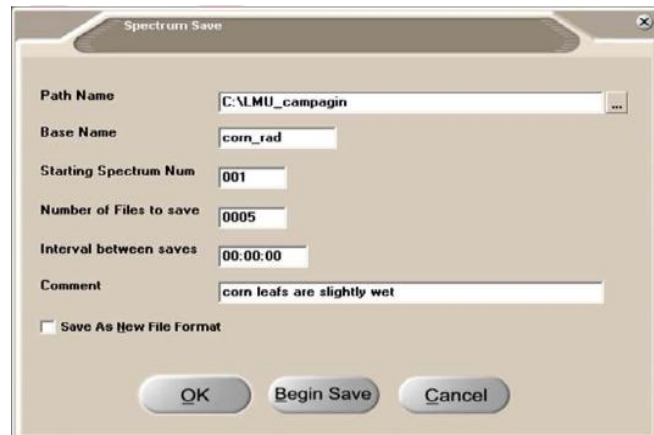 Spectrum Save
Path Name C:\LMU_campagin ...
Base Name corn_rad
Starting Spectrum Num 001
Number of Files to save 0005
Interval between saves 00:00:00
Comment corn leafs are slightly wet
Save As New File Format
OK Begin Save Cancel